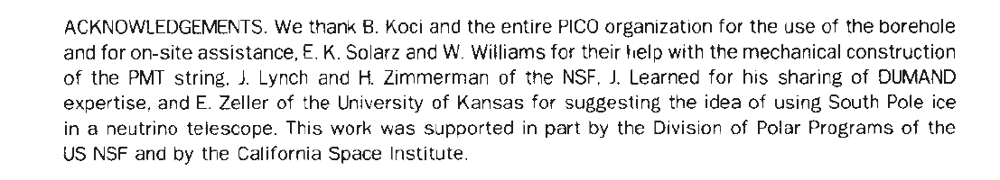 ACKNOWLEDGEMENTS. We thank B. Koci and the entire PICO organization for the use of the borehole
and for on-site assistance, E. K. Solarz and W. Williams for their help with the mechanical construction
of the PMT string, J. Lynch and H. Zimmerman of the NSF, J. Learned for his sharing of DUMAND
expertise, and E. Zeller of the University of Kansas for suggesting the idea of using South Pole ice
in a neutrino telescope. This work was supported in part by the Division of Polar Programs of the
US NSF and by the California Space Institute.